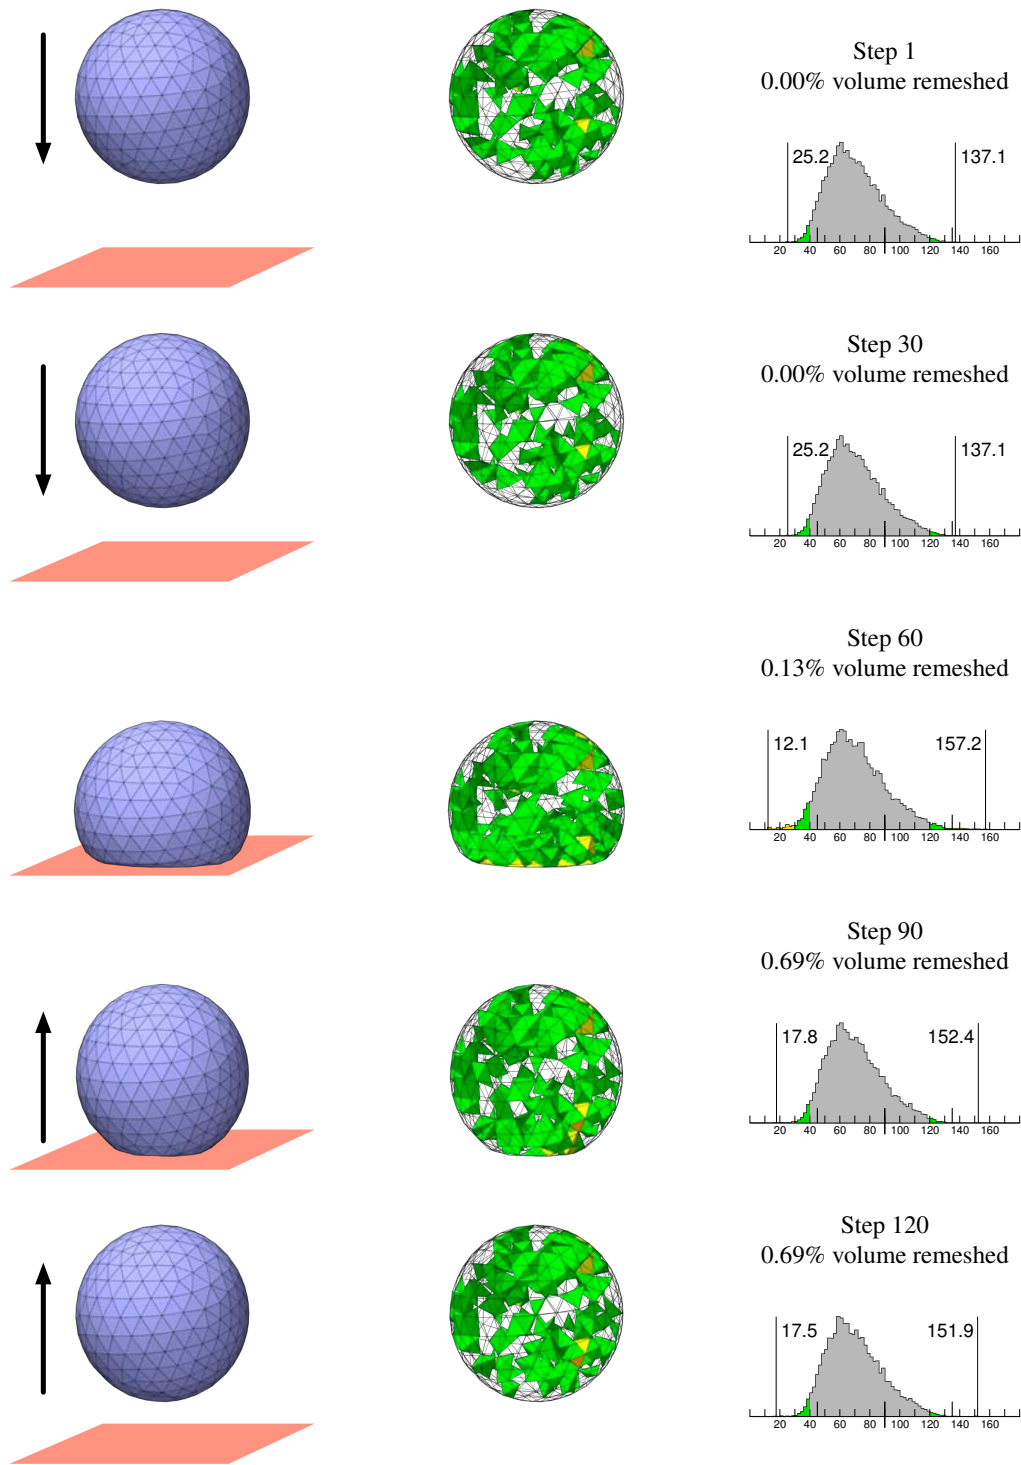 Step 1
0.00% volume remeshed
25.2 137.1
20 40 60 80 100 120 140 160
Step 30
0.00% volume remeshed
25.2 137.1
20 40 60 80 100 120 140 160
Step 60
0.13% volume remeshed
12.1 157.2
20 40 60 80 100 120 140 160
Step 90
0.69% volume remeshed
17.8 152.4
20 40 60 80 100 120 140 160
Step 120
0.69% volume remeshed
17.5 151.9
20 40 60 80 100 120 140 160